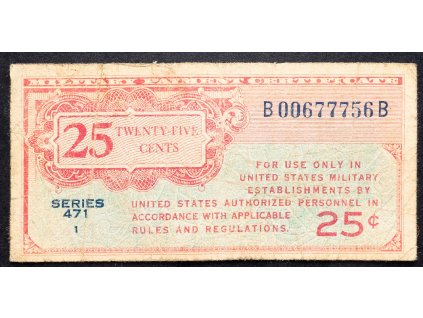 MILITARY PAYMENT CERTIFICATE
B00677756B
25 TWENTY-FIVE
CENTS
FOR USE ONLY IN
UNITED STATES MILITARY
ESTABLISHMENTS BY
UNITED STATES AUTHORIZED PERSONNEL IN
ACCORDANCE WITH APPLICABLE
RULES AND REGULATIONS.
SERIES
471
1
25¢